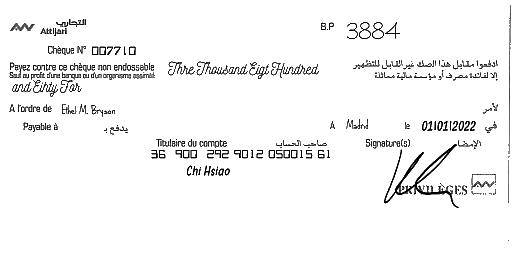 التجاري
Attijari
B.P 3884
Chèque N° 007710
Payez contre ce chèque non endossable
Thre Thousand Eigt Hundred
ادفعوا مقابل هذا الصك غير القابل للتظهير
Sauf au profit d'une banque ou d'un organisme assimilé
إلا لفائدة مصرف أو مؤسسة مالية مماثلة
and Eihty For
A l'ordre de Ethel M. Bryson
لأمر
Payable à يدفع بـ
A Madrid le 01/01/2022 في
Titulaire du compte صاحب الحساب
Signature(s) الإمضاء
36 900 292 9012 050015 61
Chi Hsiao
PRIVILÈGES